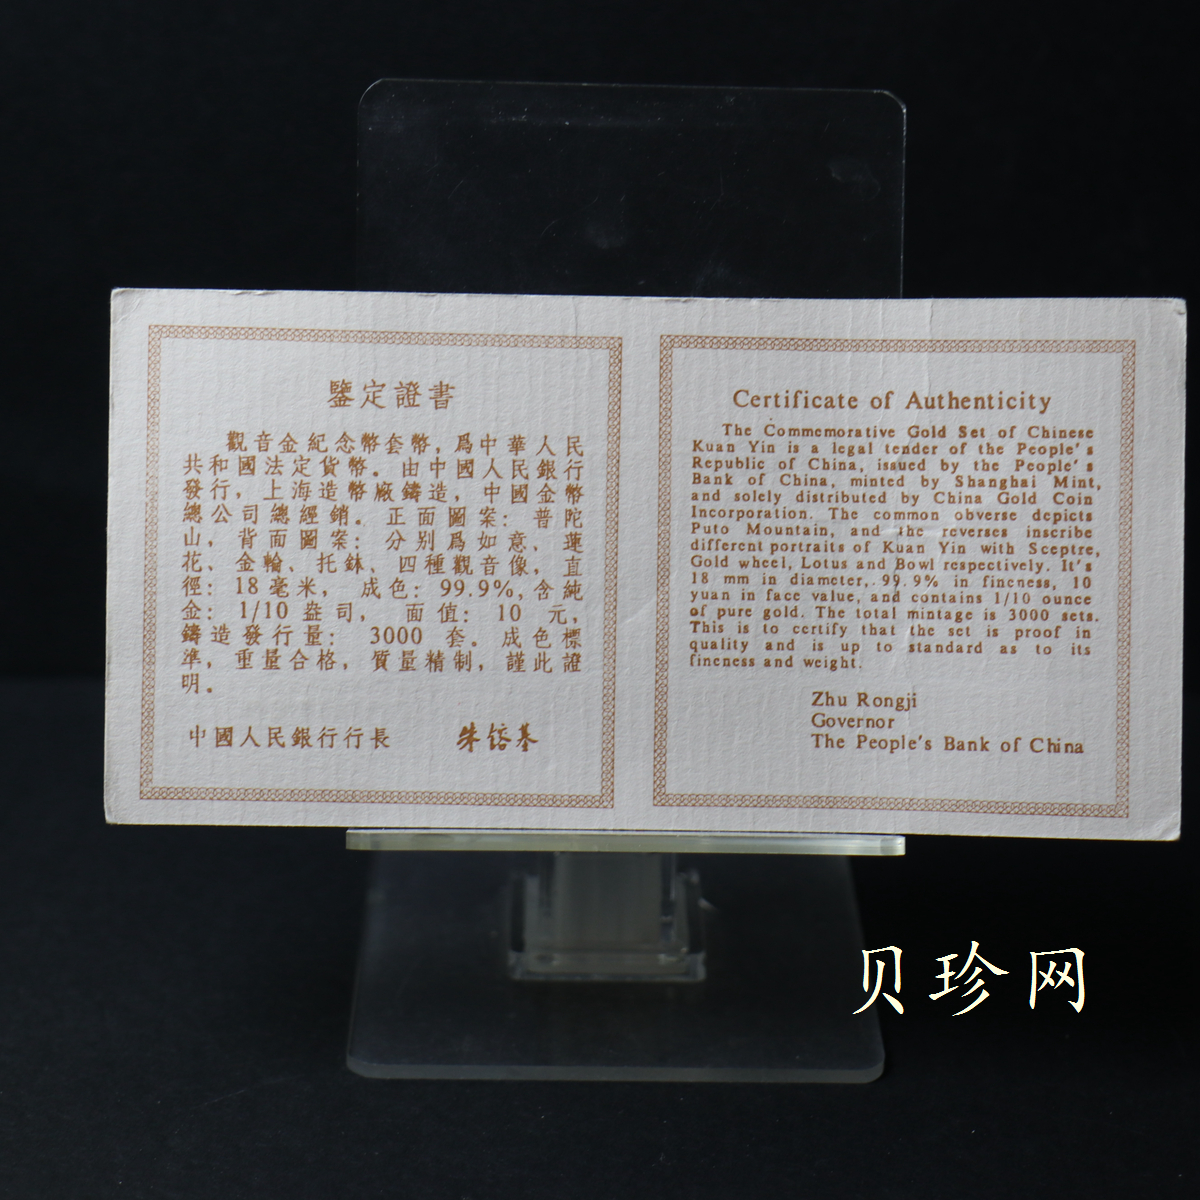 鑒定證書
觀音金紀念幣套幣，爲中華人民
共和國法定貨幣。由中國人民銀行
發行，上海造幣廠鑄造，中國金幣
總公司總經銷。正面圖案：普陀
山，背面圖案：分别爲如意、蓮
花、金輪、托鉢、四種觀音像，直
徑：18毫米，成色：99.9%，含純
金：1/10盎司，面值：10元，
鑄造發行量：3000套。成色標
準，重量合格，質量精制，謹此證
明。
中國人民銀行行長 朱鎔基
Certificate of Authenticity
The Commemorative Gold Set of Chinese
Kuan Yin is a legal tender of the People's
Republic of China, issued by the People's
Bank of China, minted by Shanghai Mint,
and solely distributed by China Gold Coin
Incorporation. The common obverse depicts
Puto Mountain, and the reverses inscribe
different portraits of Kuan Yin with Sceptre,
Gold wheel, Lotus and Bowl respectively. It's
18 mm in diameter, 99.9% in fineness, 10
yuan in face value, and contains 1/10 ounce
of pure gold. The total mintage is 3000 sets.
This is to certify that the set is proof in
quality and is up to standard as to its
fineness and weight.
Zhu Rongji
Governor
The People's Bank of China
贝珍网